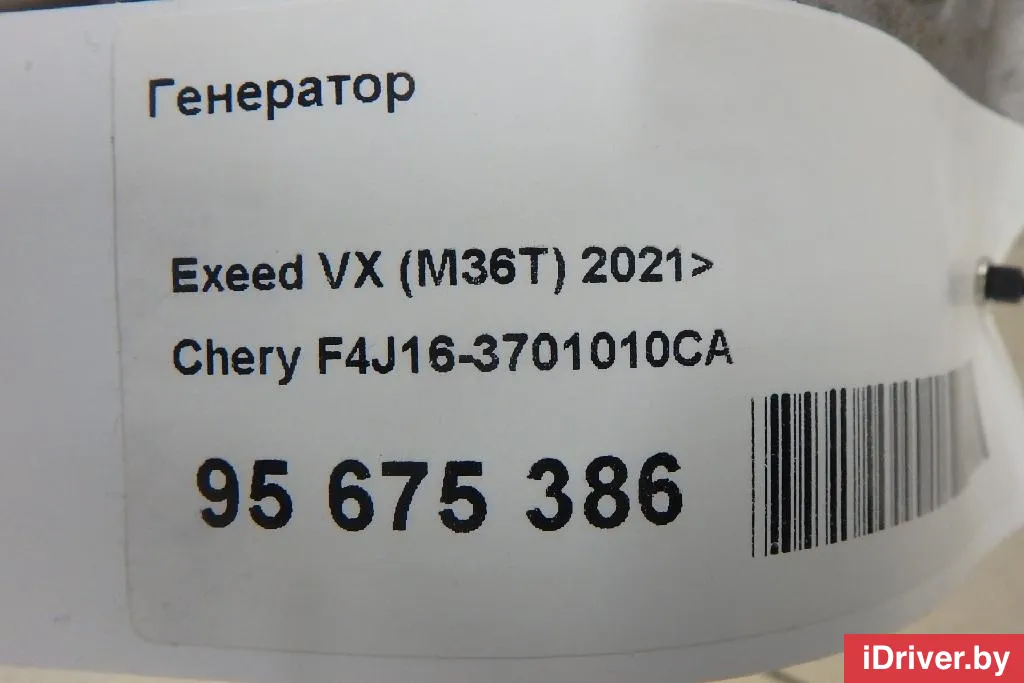 Генератор
Exeed VX (M36T) 2021>
Chery F4J16-3701010CA
95 675 386
iDriver.by